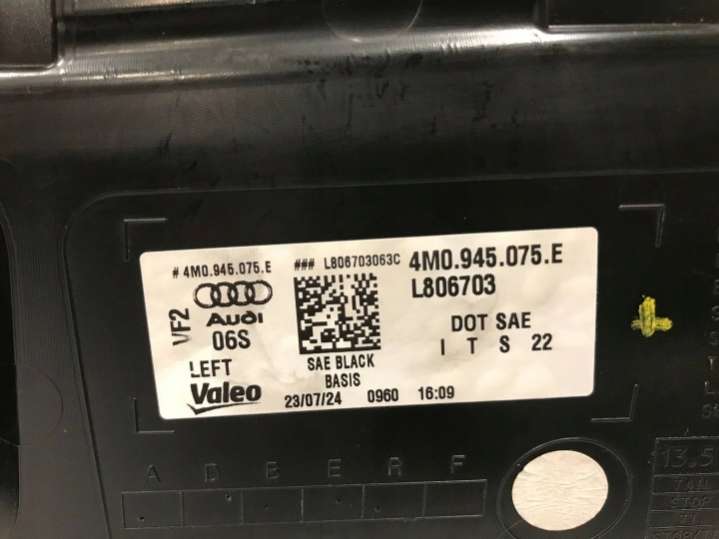 # 4M0.945.075.E ### L806703063C 4M0.945.075.E
L806703
VF2
Audi
06S
DOT SAE
I T S 22
LEFT
SAE BLACK
BASIS
Valeo
23/07/24 0960 16:09
A D B E R F
13.5
STOP